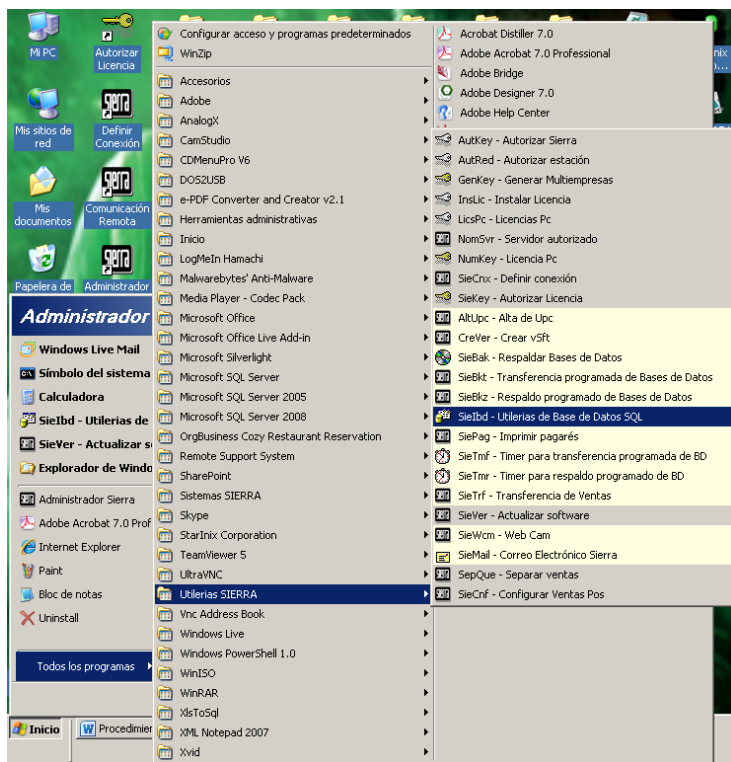 Mi PC
Autorizar
Licencia
Mis sitios de
red
Definir
Conexión
Mis
documentos
Comunicación
Remota
Papelera de
Administrador
Administrador
Windows Live Mail
Símbolo del sistema
Calculadora
SieIbd - Utilerias de
SieVer - Actualizar
Explorador de Windo
Administrador Sierra
Adobe Acrobat 7.0 Prof
Internet Explorer
Paint
Bloc de notas
Uninstall
Todos los programas
Inicio
Procedimier
Configurar acceso y programas predeterminados
WinZip
Accesorios
Adobe
AnalogX
CamStudio
CDMenuPro V6
DOS2USB
e-PDF Converter and Creator v2.1
Herramientas administrativas
Inicio
LogMeIn Hamachi
Malwarebytes' Anti-Malware
Media Player - Codec Pack
Microsoft Office
Microsoft Office Live Add-in
Microsoft Silverlight
Microsoft SQL Server
Microsoft SQL Server 2005
Microsoft SQL Server 2008
OrgBusiness Cozy Restaurant Reservation
Remote Support System
SharePoint
Sistemas SIERRA
Skype
StarInix Corporation
TeamViewer 5
UltraVNC
Utilerias SIERRA
Vnc Address Book
Windows Live
Windows PowerShell 1.0
WinISO
WinRAR
XlsToSql
XML Notepad 2007
Xvid
Acrobat Distiller 7.0
Adobe Acrobat 7.0 Professional
Adobe Bridge
Adobe Designer 7.0
Adobe Help Center
AutKey - Autorizar Sierra
AutRed - Autorizar estación
GenKey - Generar Multiempresas
InsLic - Instalar Licencia
LicsPc - Licencias Pc
NomSvr - Servidor autorizado
NumKey - Licencia Pc
SieCnx - Definir conexión
SieKey - Autorizar Licencia
AltUpc - Alta de Upc
CreVer - Crear vSft
SieBak - Respaldar Bases de Datos
SieBkt - Transferencia programada de Bases de Datos
SieBkz - Respaldo programado de Bases de Datos
SieIbd - Utilerias de Base de Datos SQL
SiePag - Imprimir pagarés
SieTmf - Timer para transferencia programada de BD
SieTmr - Timer para respaldo programado de BD
SieTrf - Transferencia de Ventas
SieVer - Actualizar software
SieWcm - Web Cam
SieMail - Correo Electrónico Sierra
SepQue - Separar ventas
SieCnf - Configurar Ventas Pos